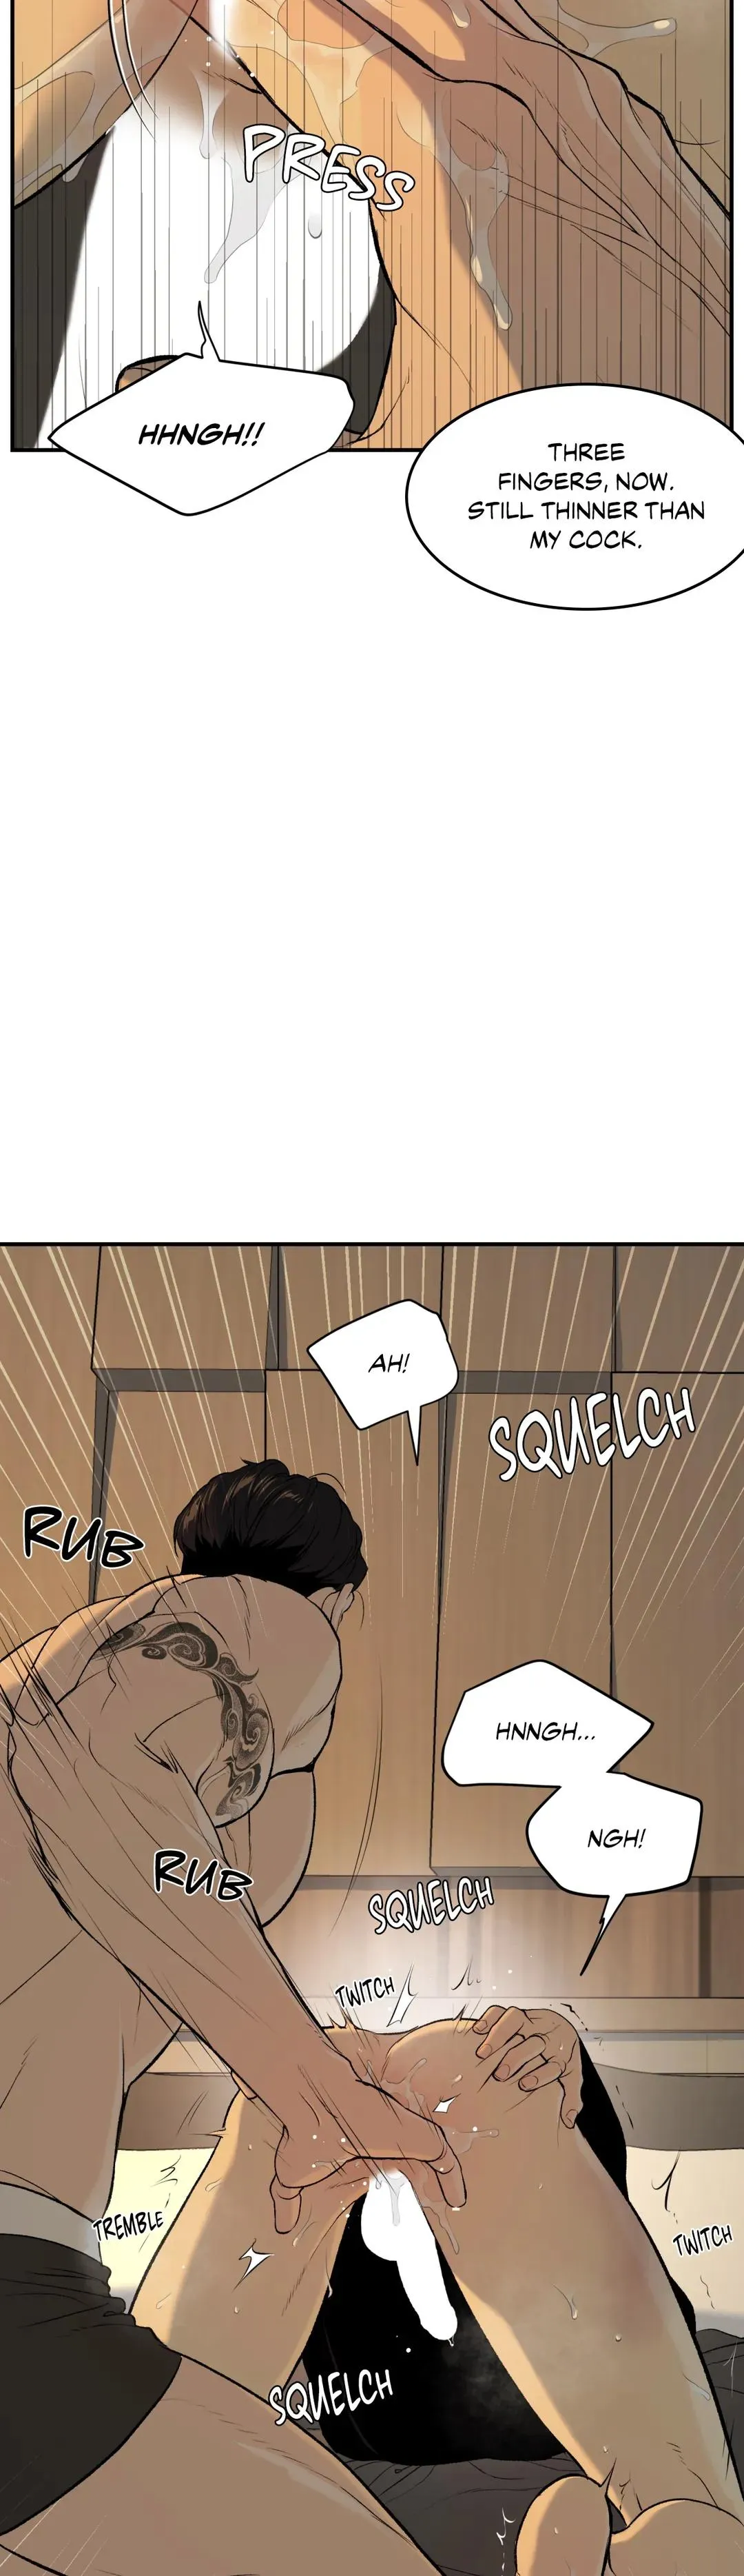 PRESS
HHNGH!!
THREE
FINGERS, NOW.
STILL THINNER THAN
MY COCK.
AH!
SQUELCH
RUB
HNNGH...
NGH!
RUB
SQUELCH
TWITCH
TREMBLE
TWITCH
SQUELCH